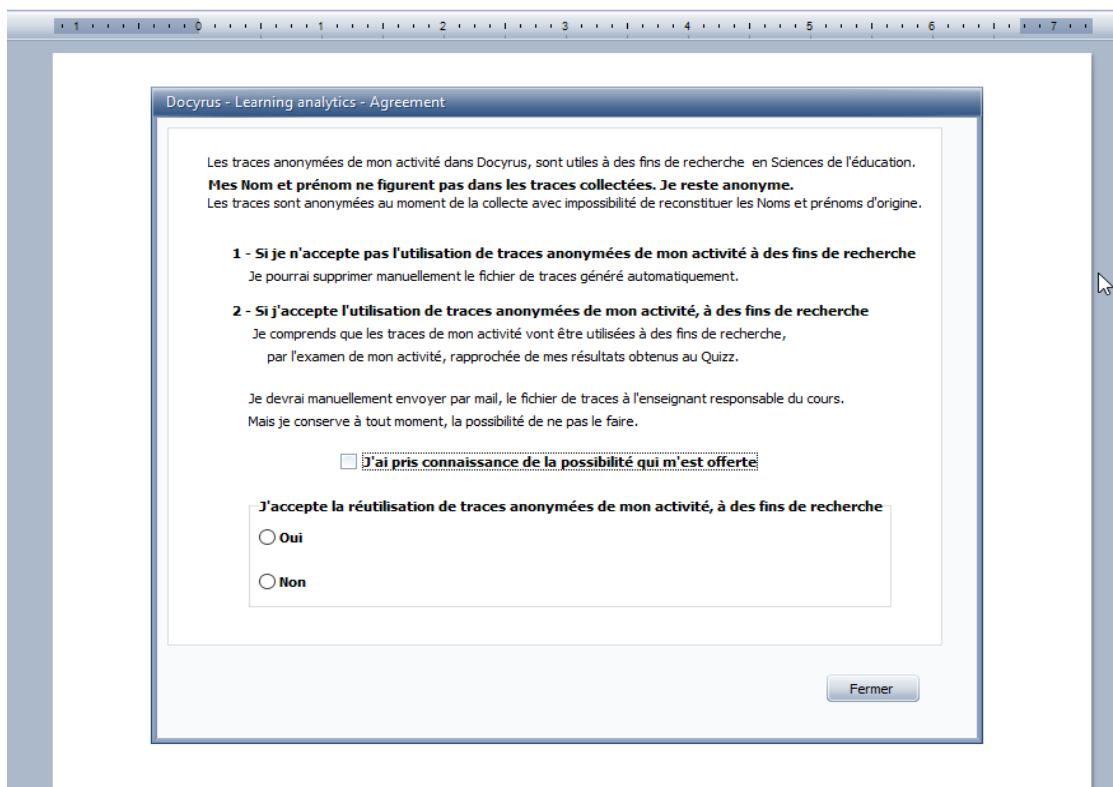 1 0 1 2 3 4 5 6 7
Docyrus - Learning analytics - Agreement
Les traces anonymées de mon activité dans Docyrus, sont utiles à des fins de recherche en Sciences de l'éducation.
Mes Nom et prénom ne figurent pas dans les traces collectées. Je reste anonyme.
Les traces sont anonymées au moment de la collecte avec impossibilité de reconstituer les Noms et prénoms d'origine.
1 - Si je n'accepte pas l'utilisation de traces anonymées de mon activité à des fins de recherche
Je pourrai supprimer manuellement le fichier de traces généré automatiquement.
2 - Si j'accepte l'utilisation de traces anonymées de mon activité, à des fins de recherche
Je comprends que les traces de mon activité vont être utilisées à des fins de recherche,
par l'examen de mon activité, rapprochée de mes résultats obtenus au Quizz.
Je devrai manuellement envoyer par mail, le fichier de traces à l'enseignant responsable du cours.
Mais je conserve à tout moment, la possibilité de ne pas le faire.
J'ai pris connaissance de la possibilité qui m'est offerte
J'accepte la réutilisation de traces anonymées de mon activité, à des fins de recherche
Oui
Non
Fermer